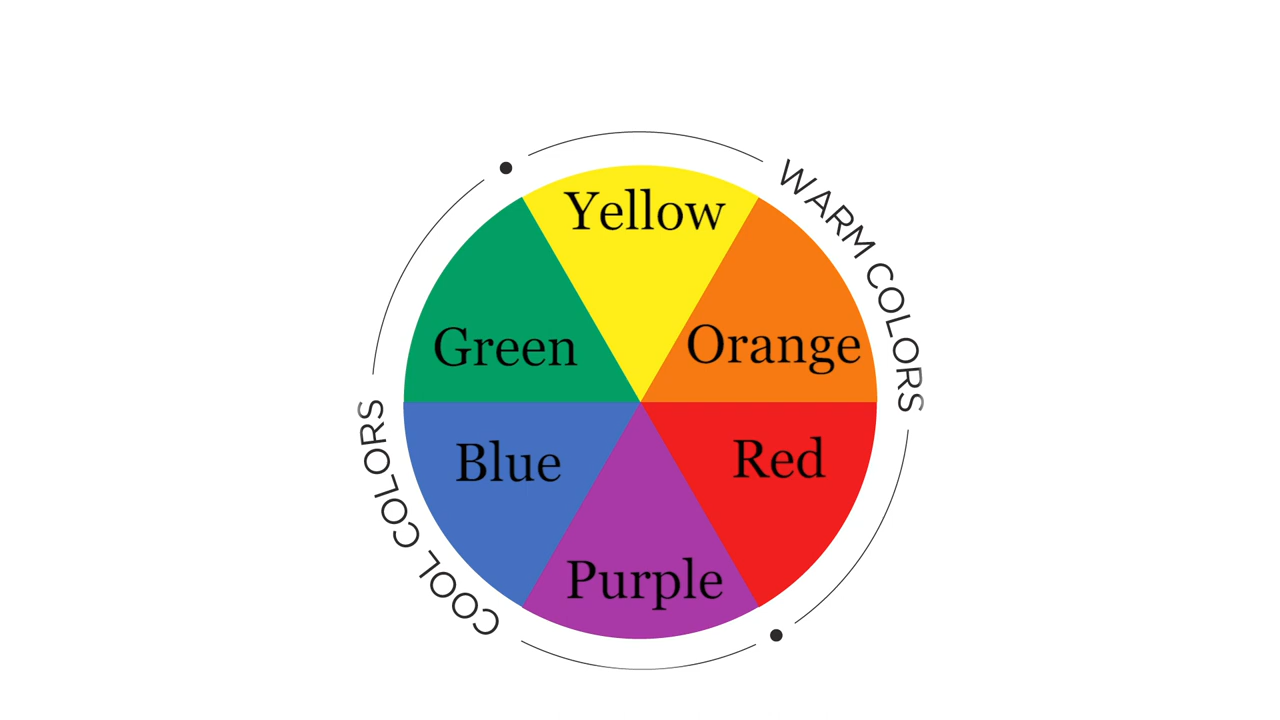 WARM COLORS
Yellow
Orange
Green
Red
Blue
Purple
COOL COLORS